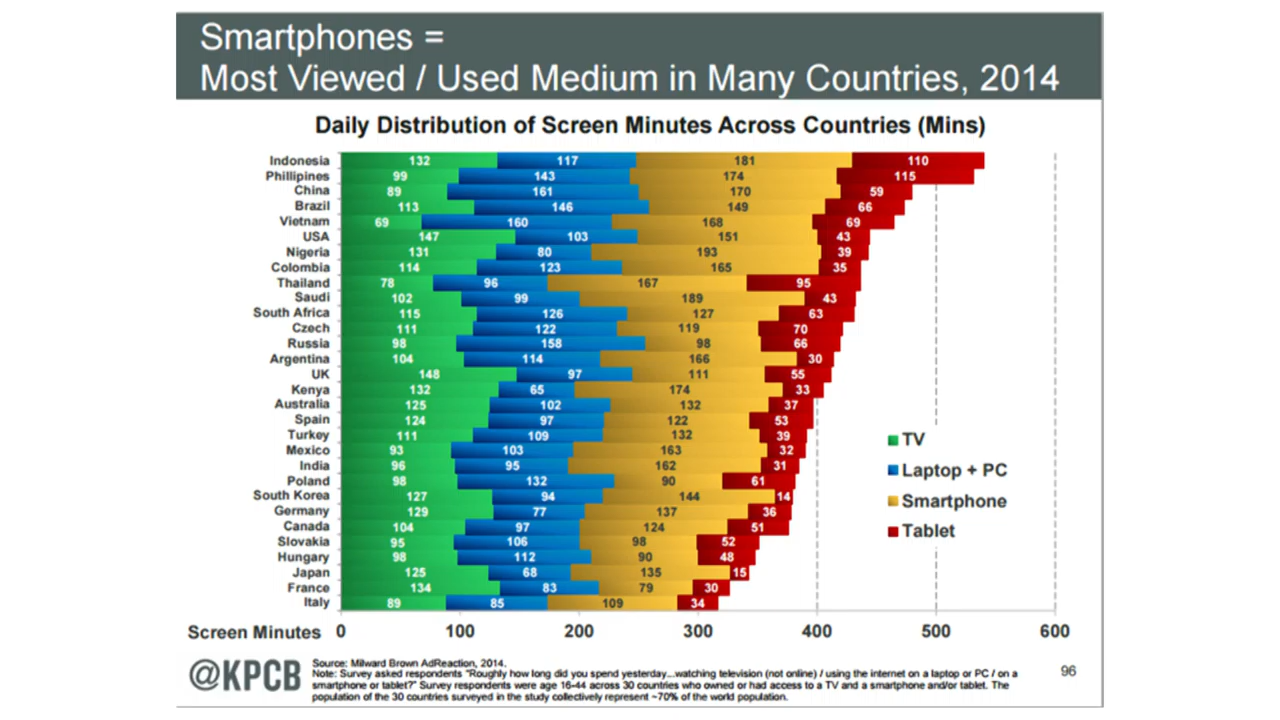 Smartphones =
Most Viewed / Used Medium in Many Countries, 2014
Daily Distribution of Screen Minutes Across Countries (Mins)
Indonesia 132 117 181 110
Phillipines 99 143 174 115
China 89 161 170 59
Brazil 113 146 149 66
Vietnam 69 160 168 69
USA 147 103 151 43
Nigeria 131 80 193 39
Colombia 114 123 165 35
Thailand 78 96 167 95
Saudi 102 99 189 43
South Africa 115 126 127 63
Czech 111 122 119 70
Russia 98 158 98 66
Argentina 104 114 166 30
UK 148 97 111 55
Kenya 132 65 174 33
Australia 125 102 132 37
Spain 124 97 122 53
Turkey 111 109 132 39
Mexico 93 103 163 32
India 96 95 162 31
Poland 98 132 90 61
South Korea 127 94 144 14
Germany 129 77 137 36
Canada 104 97 124 51
Slovakia 95 106 98 52
Hungary 98 112 90 48
Japan 125 68 135 15
France 134 83 79 30
Italy 89 85 109 34
TV
Laptop + PC
Smartphone
Tablet
Screen Minutes 0 100 200 300 400 500 600
@KPCB
Source: Milward Brown AdReaction, 2014.
Note: Survey asked respondents "Roughly how long did you spend yesterday...watching television (not online) / using the internet on a laptop or PC / on a
smartphone or tablet?" Survey respondents were age 16-44 across 30 countries who owned or had access to a TV and a smartphone and/or tablet. The
population of the 30 countries surveyed in the study collectively represent ~70% of the world population.
96